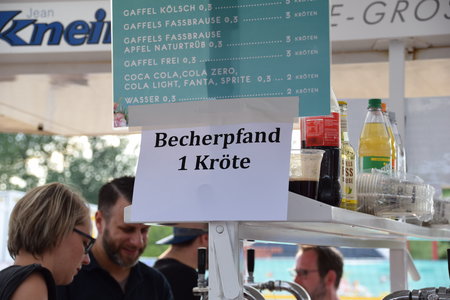 Jean
Knein
E-GROS
GAFFEL KÖLSCH 0,3 3 KRÖTEN
GAFFELS FASSBRAUSE 0,3 3 KRÖTEN
GAFFELS FASSBRAUSE
APFEL NATURTRÜB 0,3 3 KRÖTEN
GAFFEL FREI 0,3 3 KRÖTEN
COCA COLA, COLA ZERO,
COLA LIGHT, FANTA, SPRITE 0,3 2 KRÖTEN
WASSER 0,3 2 KRÖTEN
Becherpfand
1 Kröte